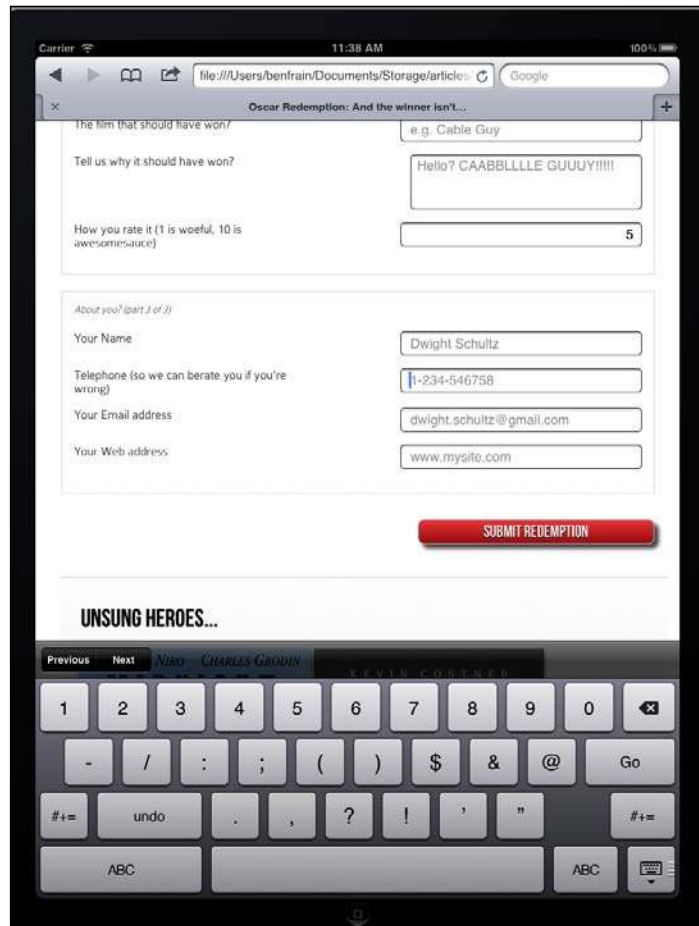 Carrier 11:38 AM 100%
file:///Users/benfrain/Documents/Storage/articles Google
Oscar Redemption: And the winner isn't...
The film that should have won? e.g. Cable Guy
Tell us why it should have won? Hello? CAABBLLLLE GUUUY!!!!!
How you rate it (1 is woeful, 10 is 5
awesomesauce)
About you? (part 3 of 3)
Your Name Dwight Schultz
Telephone (so we can berate you if you're 1-234-546758
wrong)
Your Email address dwight.schultz@gmail.com
Your Web address www.mysite.com
SUBMIT REDEMPTION
UNSUNG HEROES...
Previous Next NIRO CHARLES GRODIN KEVIN COSTNER
1 2 3 4 5 6 7 8 9 0
- / : ; ( ) $ & @ Go
#+= undo . , ? ! ' " #+=
ABC ABC